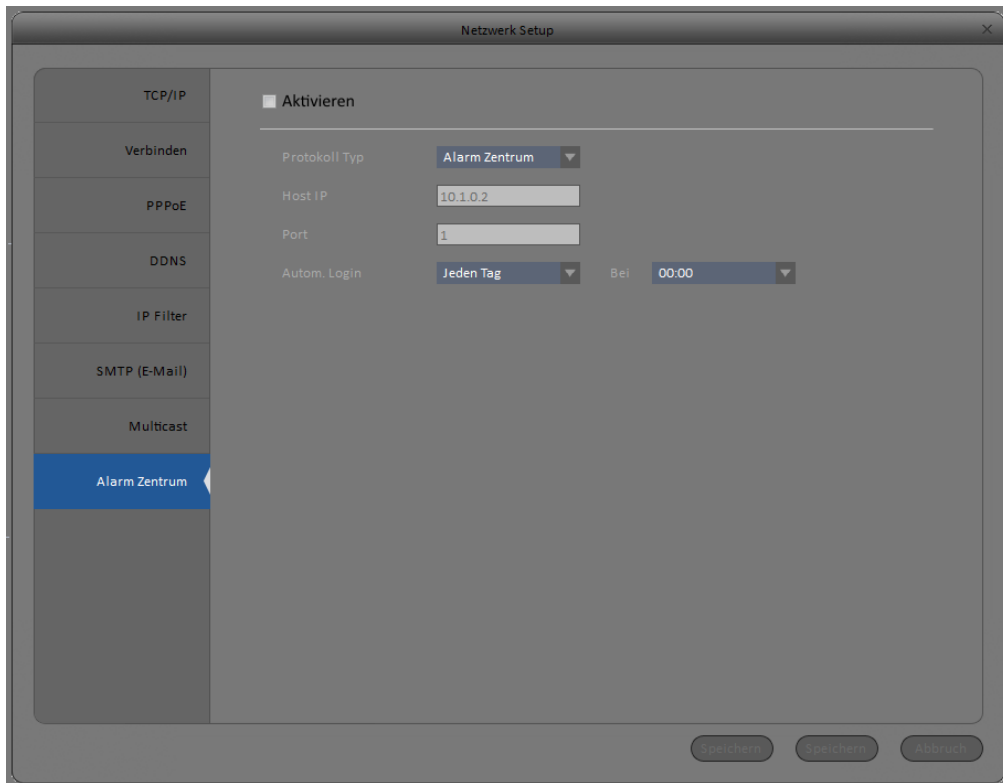 Netzwerk Setup
TCP/IP
Verbinden
PPPoE
DDNS
IP Filter
SMTP (E-Mail)
Multicast
Alarm Zentrum
Aktivieren
Protokoll Typ Alarm Zentrum
Host IP 10.1.0.2
Port 1
Autom. Login Jeden Tag Bei 00:00
Speichern Speichern Abbruch